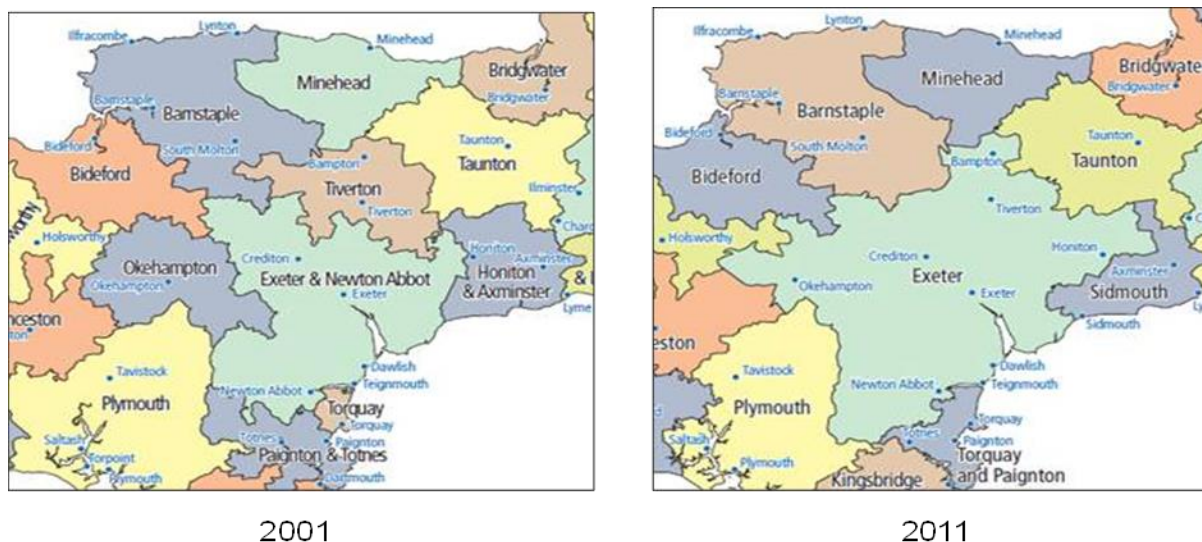 Lynton
Ilfracombe
Minehead
Minehead
Bridgwater
Bridgwater
Barnstaple
Barnstaple
Bideford
South Molton
Taunton
Taunton
Bideford
Bampton
Tiverton
Tiverton
Ilminster
Holsworthy
Okehampton
Okehampton
Crediton
Exeter & Newton Abbot
Exeter
Honiton
Axminster
Honiton
& Axminster
Lyme
ceston
Tavistock
Plymouth
Dawlish
Teignmouth
Newton Abbot
Torquay
Torquay
Saltash
Torpoint
Plymouth
Totnes
Paignton
Paignton & Totnes
Dartmouth
2001
Lynton
Ilfracombe
Minehead
Minehead
Bridgwate
Bridgwater
Barnstaple
Barnstaple
Bideford
South Molton
Taunton
Taunton
Bideford
Bampton
Tiverton
Holsworthy
Honiton
Crediton
Exeter
Axminster
Okehampton
Exeter
Sidmouth
Sidmouth
eston
Tavistock
Dawlish
Teignmouth
Newton Abbot
Plymouth
Torquay
Saltash
Totnes
Paignton
Torquay
and Paignton
Plymouth
Kingsbridge
2011